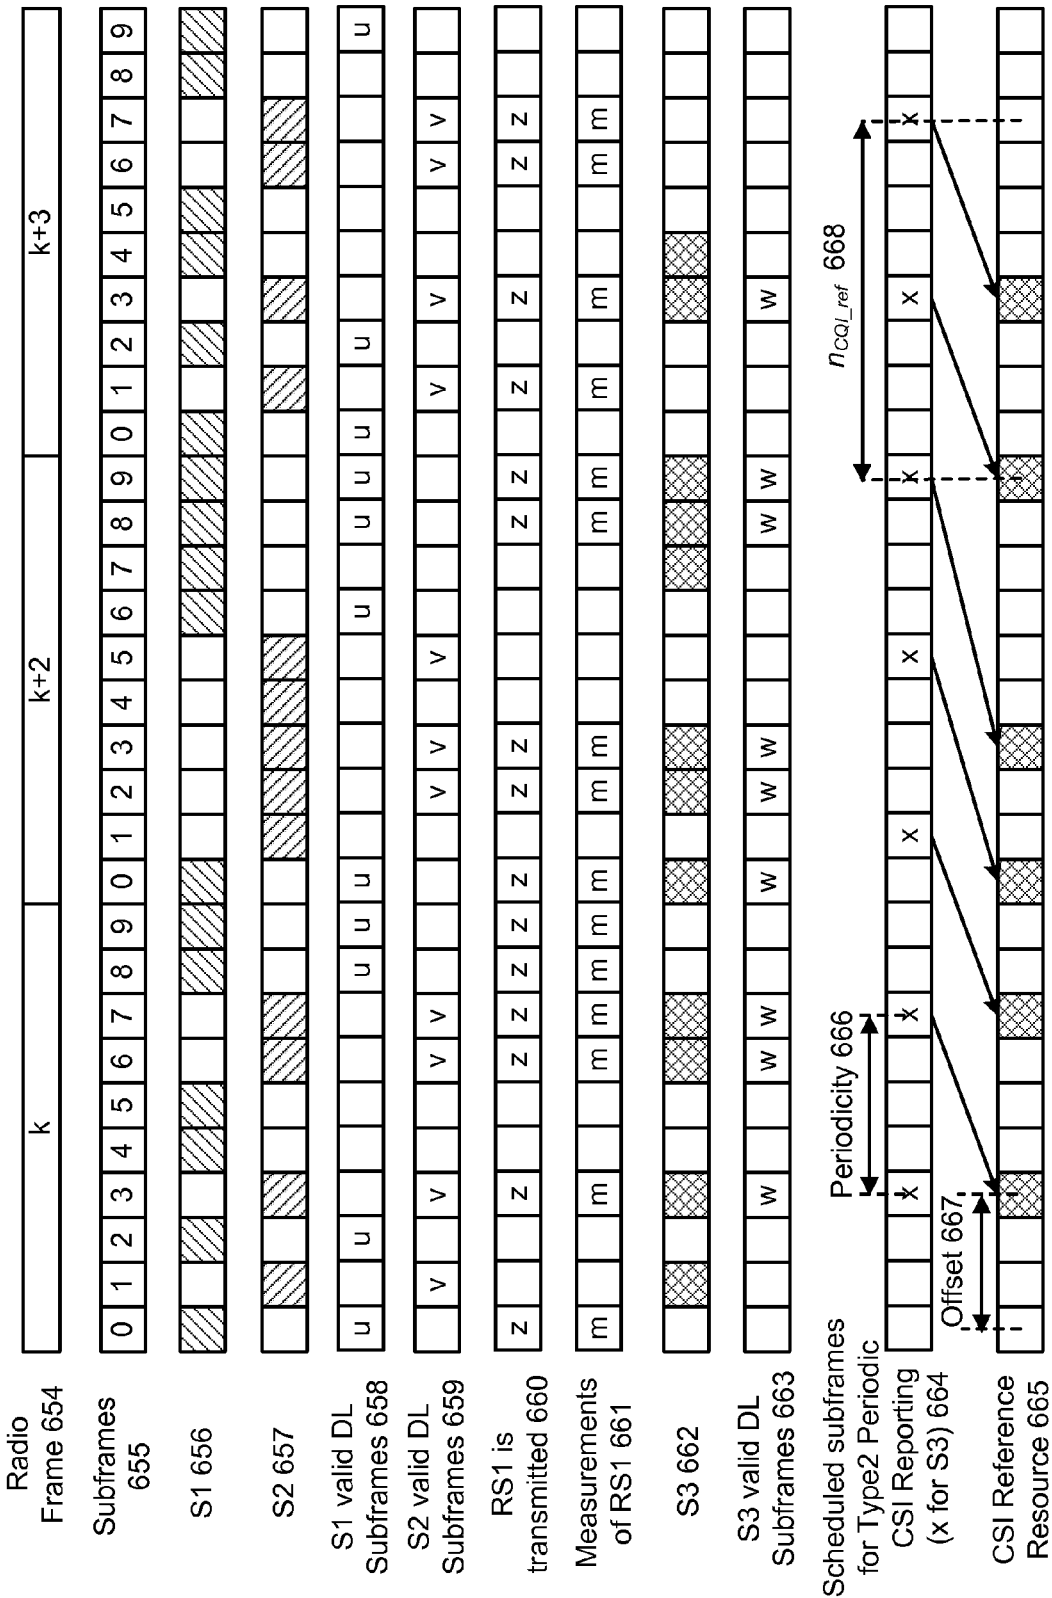 Radio
Frame 654
k k+2 k+3
Subframes
655
0 1 2 3 4 5 6 7 8 9 0 1 2 3 4 5 6 7 8 9 0 1 2 3 4 5 6 7 8 9
S1 656
S2 657
S1 valid DL
Subframes 658
u u u u u u u u u u u
S2 valid DL
Subframes 659
v v v v v v v v v v v
RS1 is
transmitted 660
z z z z z z z z z z z z z z z
Measurements
of RS1 661
m m m m m m m m m m m m m m m
S3 662
S3 valid DL
Subframes 663
w w w w w w w w w
Periodicity 666
nCQI_ref 668
Scheduled subframes
for Type2 Periodic
CSI Reporting
(x for S3) 664
x x x x x x x
Offset 667
CSI Reference
Resource 665